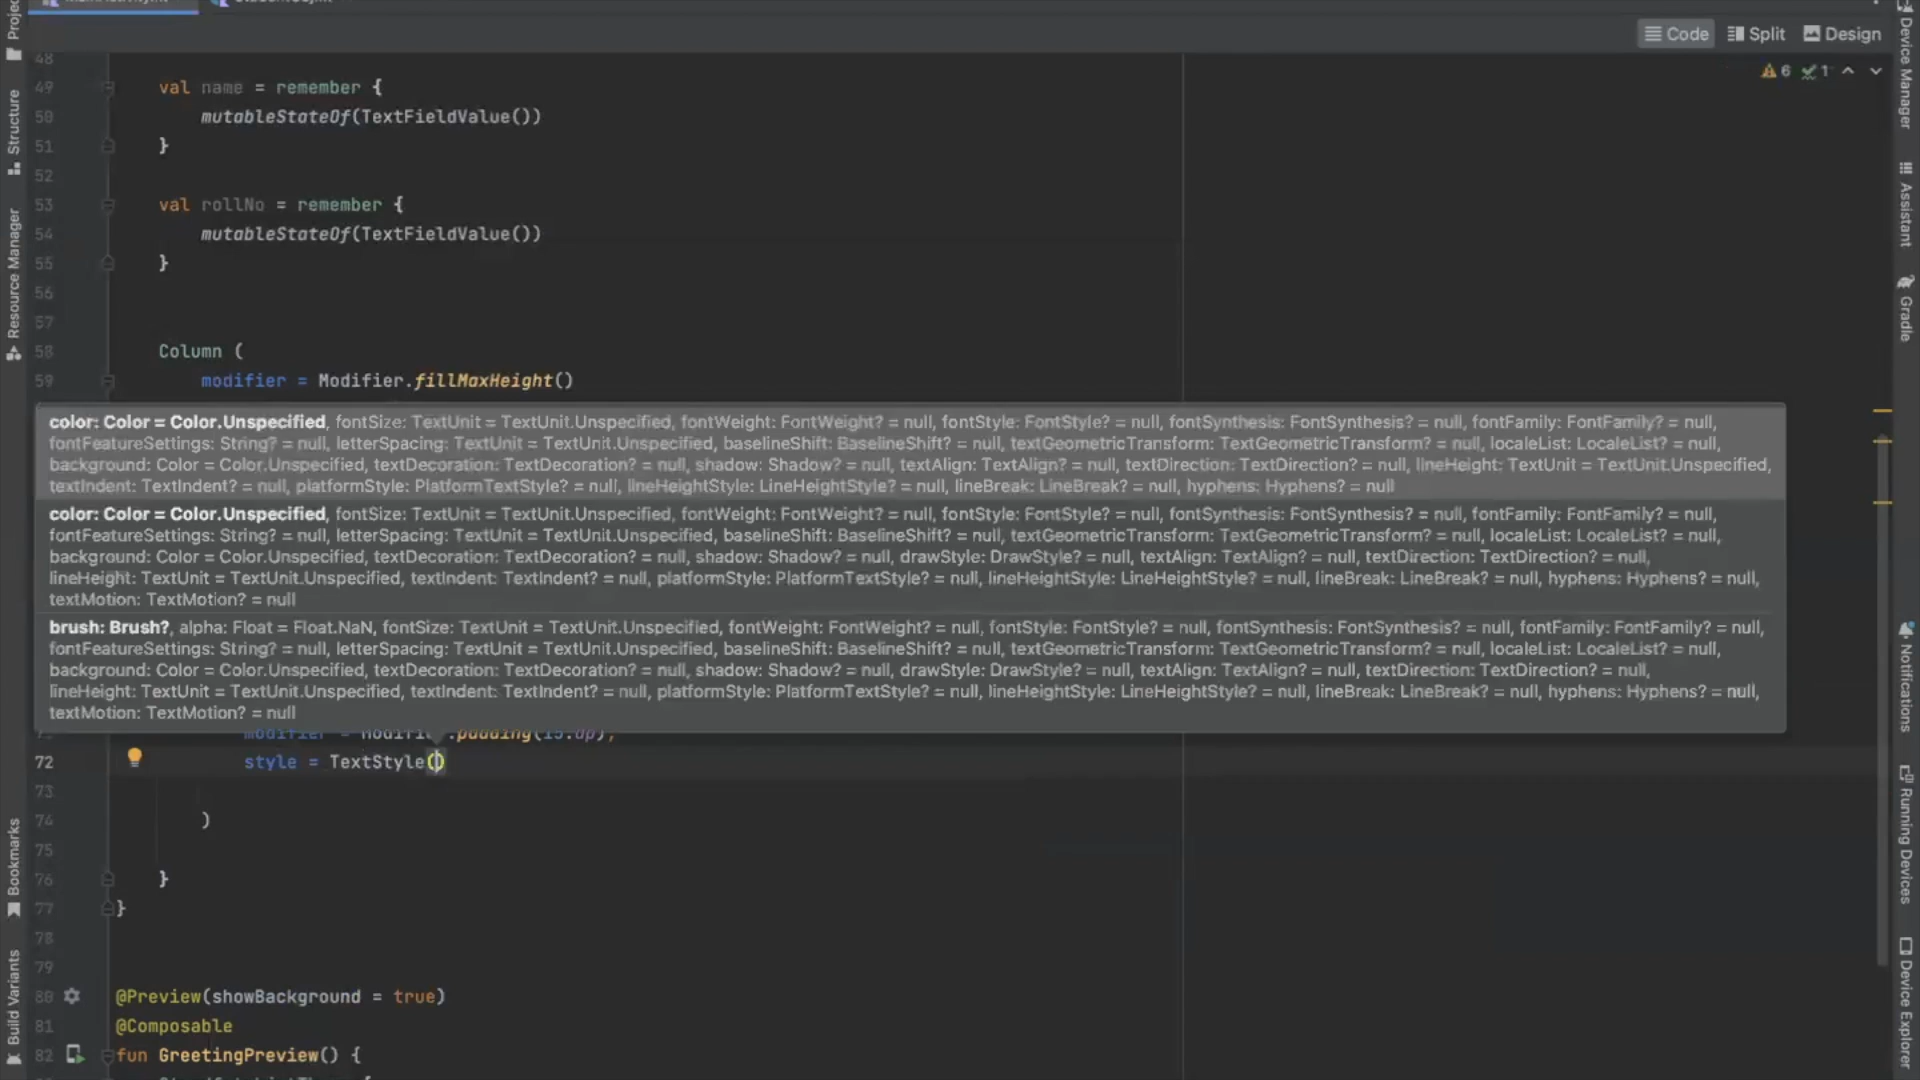 Code Split Design
6 1
48
49 val name = remember {
50 mutableStateOf(TextFieldValue())
51 }
52
53 val rollNo = remember {
54 mutableStateOf(TextFieldValue())
55 }
56
57
58 Column (
59 modifier = Modifier.fillMaxHeight()
color: Color = Color.Unspecified, fontSize: TextUnit = TextUnit.Unspecified, fontWeight: FontWeight? = null, fontStyle: FontStyle? = null, fontSynthesis: FontSynthesis? = null, fontFamily: FontFamily? = null,
fontFeatureSettings: String? = null, letterSpacing: TextUnit = TextUnit.Unspecified, baselineShift: BaselineShift? = null, textGeometricTransform: TextGeometricTransform? = null, localeList: LocaleList? = null,
background: Color = Color.Unspecified, textDecoration: TextDecoration? = null, shadow: Shadow? = null, textAlign: TextAlign? = null, textDirection: TextDirection? = null, lineHeight: TextUnit = TextUnit.Unspecified,
textIndent: TextIndent? = null, platformStyle: PlatformTextStyle? = null, lineHeightStyle: LineHeightStyle? = null, lineBreak: LineBreak? = null, hyphens: Hyphens? = null
color: Color = Color.Unspecified, fontSize: TextUnit = TextUnit.Unspecified, fontWeight: FontWeight? = null, fontStyle: FontStyle? = null, fontSynthesis: FontSynthesis? = null, fontFamily: FontFamily? = null,
fontFeatureSettings: String? = null, letterSpacing: TextUnit = TextUnit.Unspecified, baselineShift: BaselineShift? = null, textGeometricTransform: TextGeometricTransform? = null, localeList: LocaleList? = null,
background: Color = Color.Unspecified, textDecoration: TextDecoration? = null, shadow: Shadow? = null, drawStyle: DrawStyle? = null, textAlign: TextAlign? = null, textDirection: TextDirection? = null,
lineHeight: TextUnit = TextUnit.Unspecified, textIndent: TextIndent? = null, platformStyle: PlatformTextStyle? = null, lineHeightStyle: LineHeightStyle? = null, lineBreak: LineBreak? = null, hyphens: Hyphens? = null,
textMotion: TextMotion? = null
brush: Brush?, alpha: Float = Float.NaN, fontSize: TextUnit = TextUnit.Unspecified, fontWeight: FontWeight? = null, fontStyle: FontStyle? = null, fontSynthesis: FontSynthesis? = null, fontFamily: FontFamily? = null,
fontFeatureSettings: String? = null, letterSpacing: TextUnit = TextUnit.Unspecified, baselineShift: BaselineShift? = null, textGeometricTransform: TextGeometricTransform? = null, localeList: LocaleList? = null,
background: Color = Color.Unspecified, textDecoration: TextDecoration? = null, shadow: Shadow? = null, drawStyle: DrawStyle? = null, textAlign: TextAlign? = null, textDirection: TextDirection? = null,
lineHeight: TextUnit = TextUnit.Unspecified, textIndent: TextIndent? = null, platformStyle: PlatformTextStyle? = null, lineHeightStyle: LineHeightStyle? = null, lineBreak: LineBreak? = null, hyphens: Hyphens? = null,
textMotion: TextMotion? = null
modifier = Modifier.padding(15.dp),
72 style = TextStyle()
73
74 )
75
76 }
77 }
78
79
80 @Preview(showBackground = true)
81 @Composable
82 fun GreetingPreview() {
Structure
Resource Manager
Bookmarks
Build Variants
Device Manager
Assistant
Gradle
Notifications
Running Devices
Device Explorer